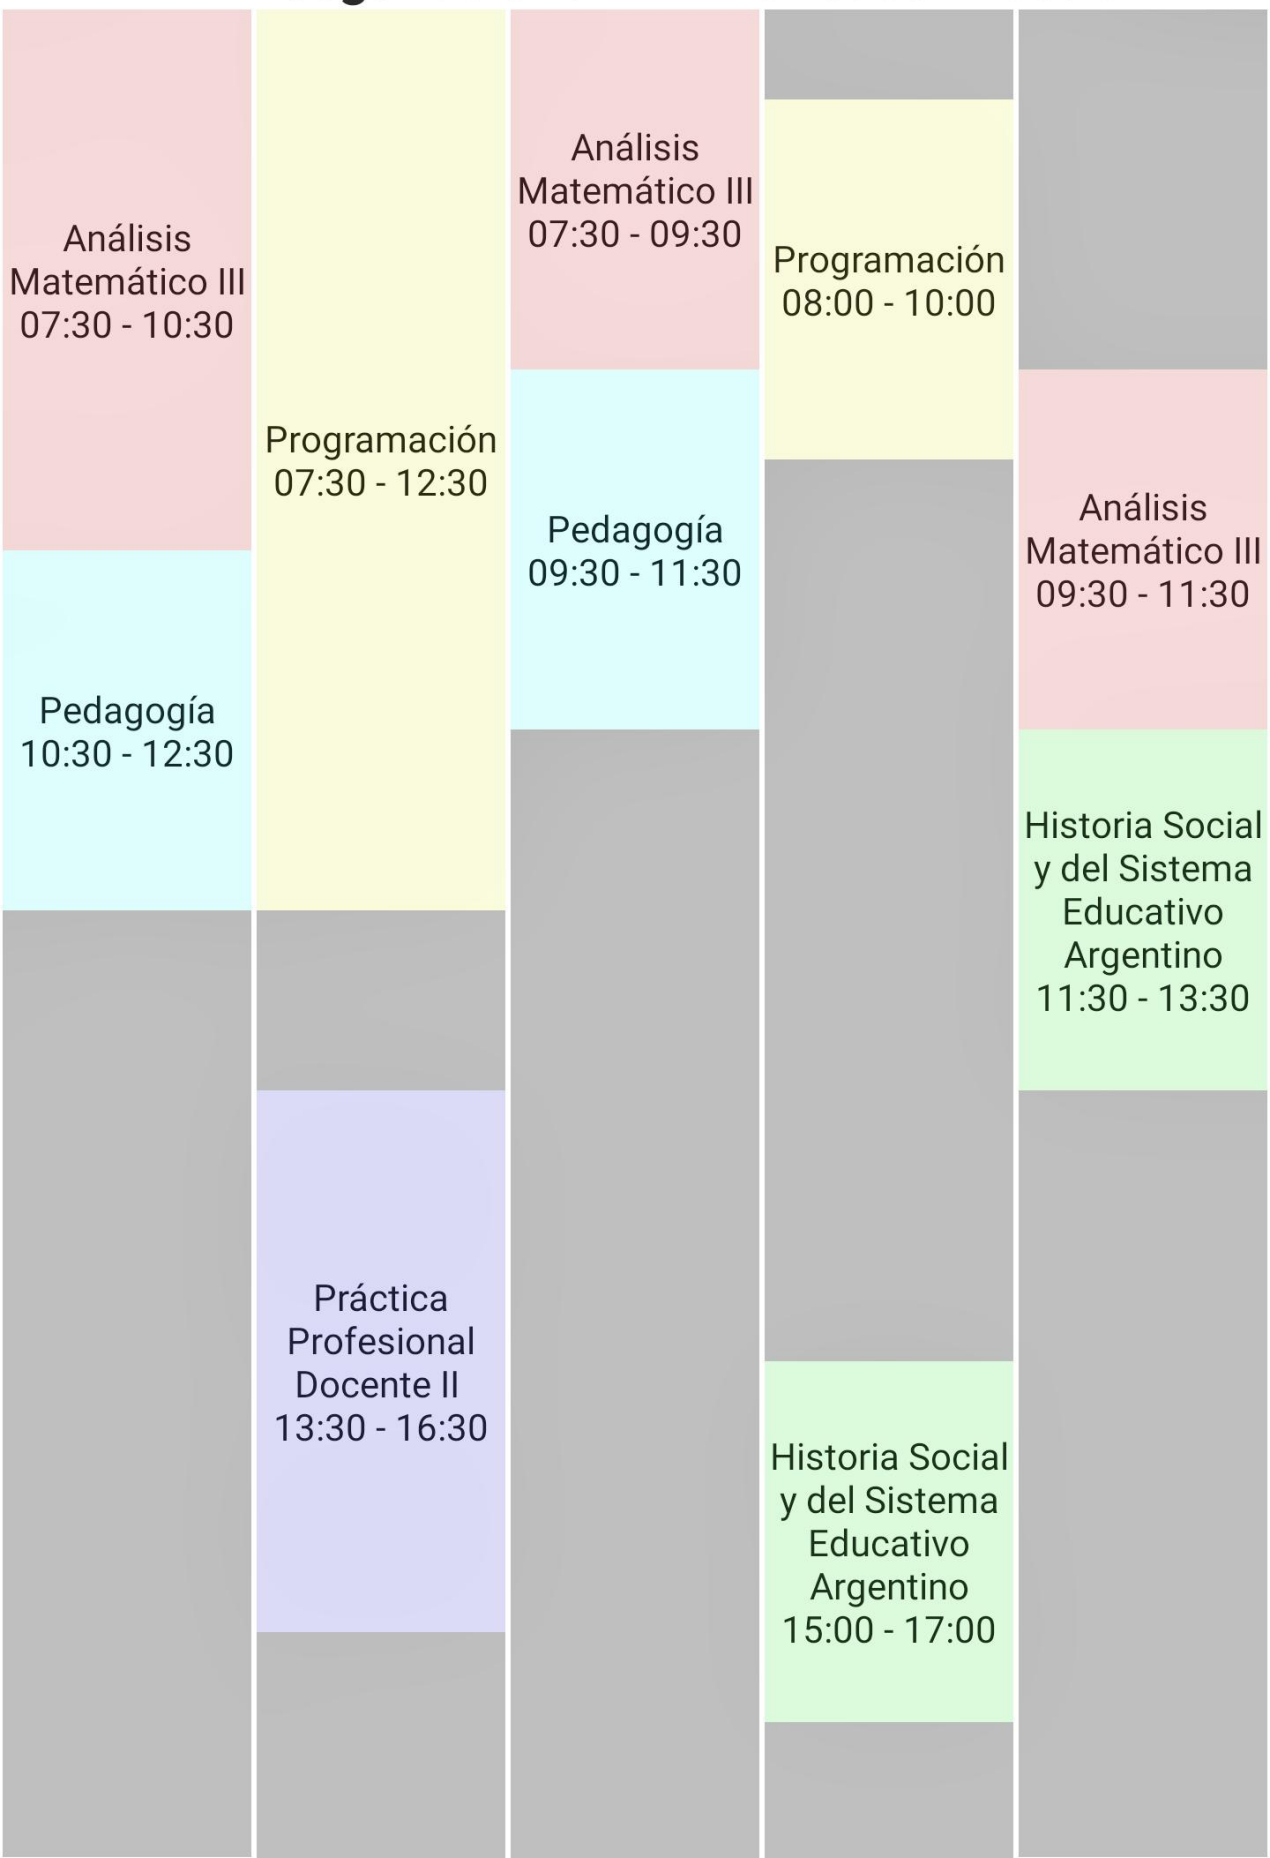 Análisis
Matemático III
07:30 - 10:30
Pedagogía
10:30 - 12:30
Programación
07:30 - 12:30
Práctica
Profesional
Docente II
13:30 - 16:30
Análisis
Matemático III
07:30 - 09:30
Pedagogía
09:30 - 11:30
Programación
08:00 - 10:00
Historia Social
y del Sistema
Educativo
Argentino
15:00 - 17:00
Análisis
Matemático III
09:30 - 11:30
Historia Social
y del Sistema
Educativo
Argentino
11:30 - 13:30